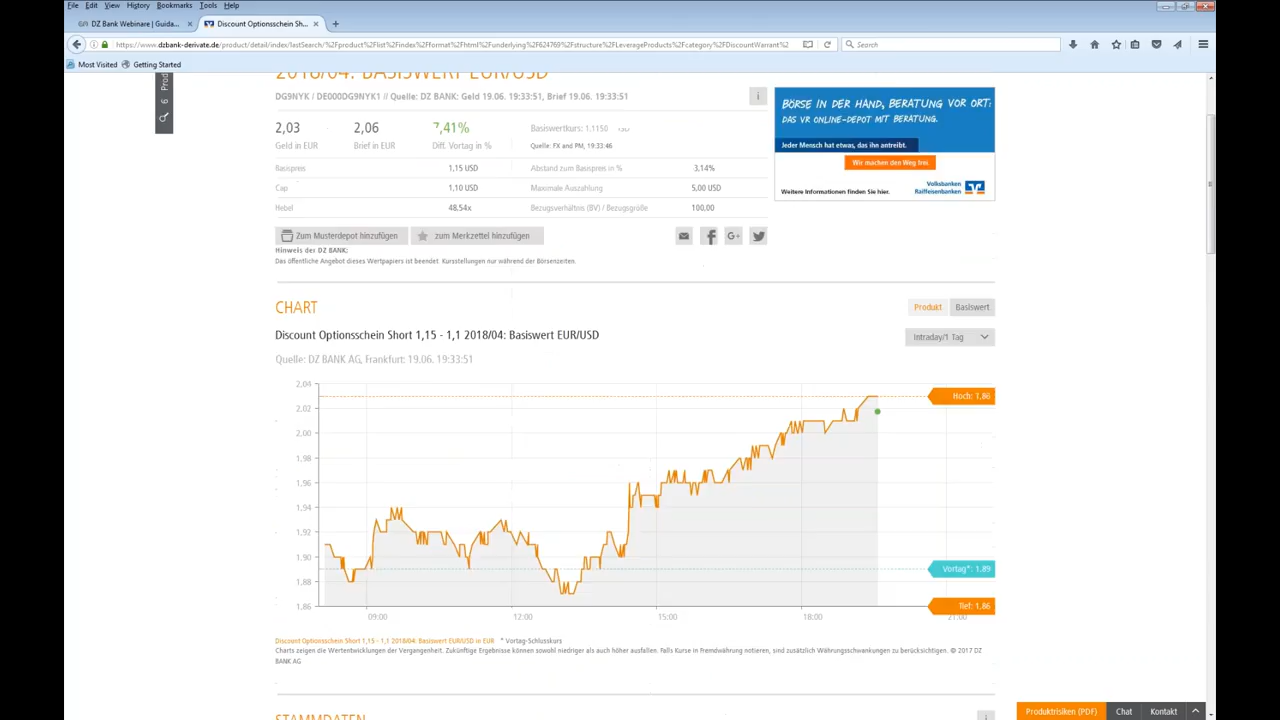 File Edit View History Bookmarks Tools Help
DZ Bank Webinare | Guida... × Discount Optionsschein Sh... × +
https://www.dzbank-derivate.de/product/detail/index/lastSearch/%2Fproduct%2Flist%2Findex%2Fformat%2Fhtml%2Funderlying%2F624769%2Fstructure%2FLeverageProducts%2Fcategory%2FDiscountWarrant%2 Search
Most Visited Getting Started
2018/04: BASISWERT EUR/USD
DG9NYK / DE000DG9NYK1 // Quelle: DZ BANK: Geld 19.06. 19:33:51, Brief 19.06. 19:33:51
i
2,03 2,06 7,41% Basiswertkurs: 1.1150 USD
Geld in EUR Brief in EUR Diff. Vortag in % Quelle: FX and PM, 19:33:46
Basispreis 1,15 USD Abstand zum Basispreis in % 3,14%
Cap 1,10 USD Maximale Auszahlung 5,00 USD
Hebel 48,54x Bezugsverhältnis (BV) / Bezugsgröße 100,00
Zum Musterdepot hinzufügen zum Merkzettel hinzufügen
G+
Hinweis der DZ BANK:
Das öffentliche Angebot dieses Wertpapiers ist beendet. Kursstellungen nur während der Börsenzeiten.
6 Prod
BÖRSE IN DER HAND, BERATUNG VOR ORT:
DAS VR ONLINE-DEPOT MIT BERATUNG.
Jeder Mensch hat etwas, das ihn antreibt.
Wir machen den Weg frei.
Weitere Informationen finden Sie hier.
Volksbanken
Raiffeisenbanken
CHART
Produkt Basiswert
Discount Optionsschein Short 1,15 - 1,1 2018/04: Basiswert EUR/USD
Intraday/1 Tag
Quelle: DZ BANK AG, Frankfurt: 19.06. 19:33:51
2,04
Hoch: 1,86
2,02
2,00
1,98
1,96
1,94
1,92
1,90
Vortag*: 1,89
1,88
1,86
Tief: 1,86
09:00 12:00 15:00 18:00 21:00
Discount Optionsschein Short 1,15 - 1,1 2018/04: Basiswert EUR/USD in EUR * Vortag-Schlusskurs
Charts zeigen die Wertentwicklungen der Vergangenheit. Zukünftige Ergebnisse können sowohl niedriger als auch höher ausfallen. Falls Kurse in Fremdwährung notieren, sind zusätzlich Währungsschwankungen zu berücksichtigen. © 2017 DZ
BANK AG
STAMMDATEN
i
Produktrisiken (PDF) Chat Kontakt